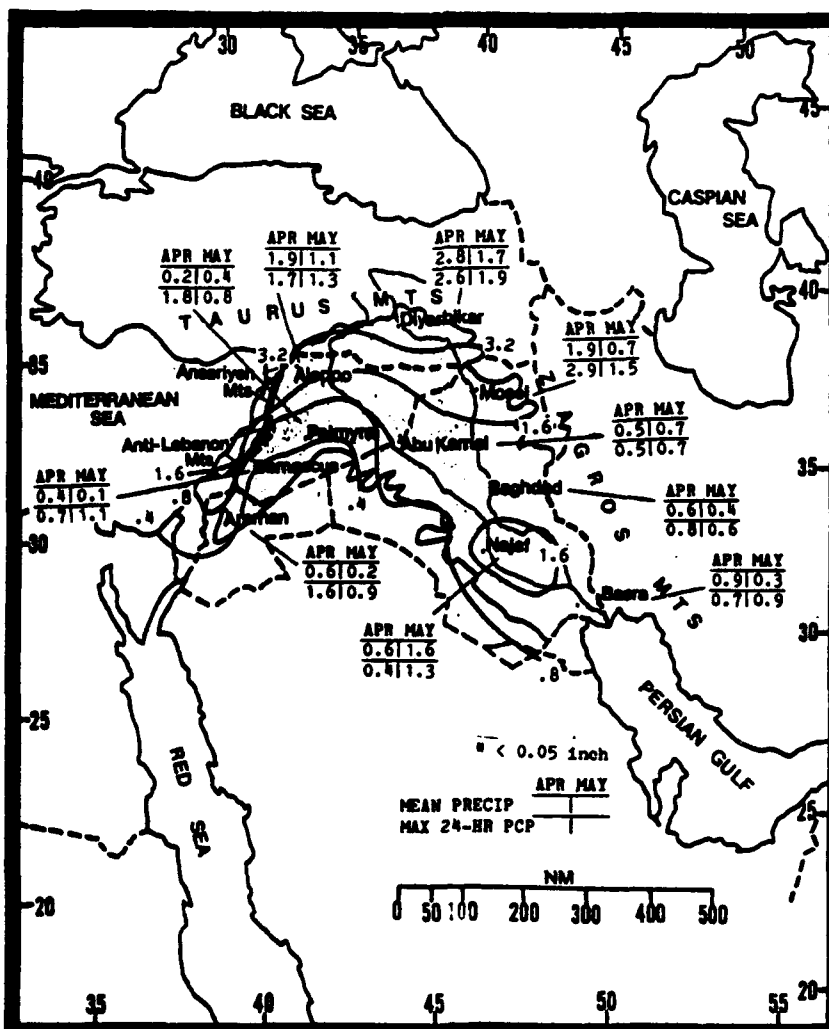 30 35 40 45 50
BLACK SEA
45
40
CASPIAN
SEA
APR MAY
1.9|1.1
1.7|1.3
APR MAY
2.8|1.7
2.6|1.9
APR MAY
0.2|0.4
1.8|0.8
40
TAURUS MTS
Diyarbikar
APR MAY
1.9|0.7
2.9|1.5
35
3.2
3.2
Ansariyah
Mts
Aleppo
Mosul
MEDITERRANEAN
SEA
1.6
ZAGROS MTS
APR MAY
0.5|0.7
0.5|0.7
Anti-Lebanon
Mts
Palmyra
Abu Kamal
35
1.6
Damascus
Baghdad
APR MAY
0.4|0.1
0.7|1.1
.8
.4
.4
APR MAY
0.6|0.4
0.8|0.6
Amman
30
Najaf
1.6
APR MAY
0.6|0.2
1.6|0.9
Basra
APR MAY
0.9|0.3
0.7|0.9
APR MAY
0.6|1.6
0.4|1.3
30
.8
25
PERSIAN GULF
RED SEA
< 0.05 inch
APR MAY
MEAN PRECIP
MAX 24-HR PCP
25
NM
0 50 100 200 300 400 500
20
20
35 40 45 50